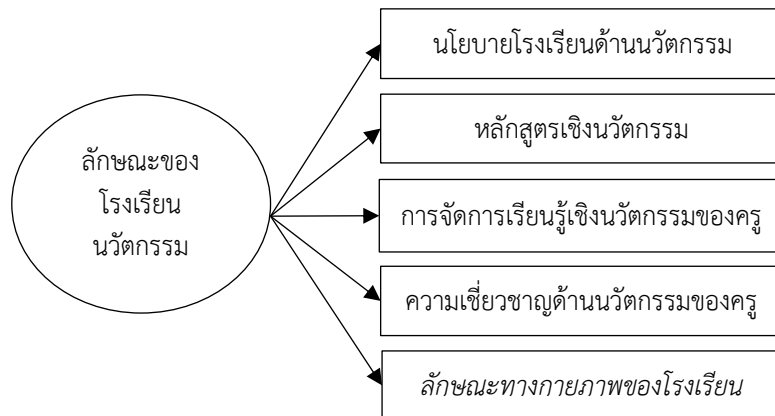 ลักษณะของ
โรงเรียน
นวัตกรรม
นโยบายโรงเรียนด้านนวัตกรรม
หลักสูตรเชิงนวัตกรรม
การจัดการเรียนรู้เชิงนวัตกรรมของครู
ความเชี่ยวชาญด้านนวัตกรรมของครู
ลักษณะทางกายภาพของโรงเรียน